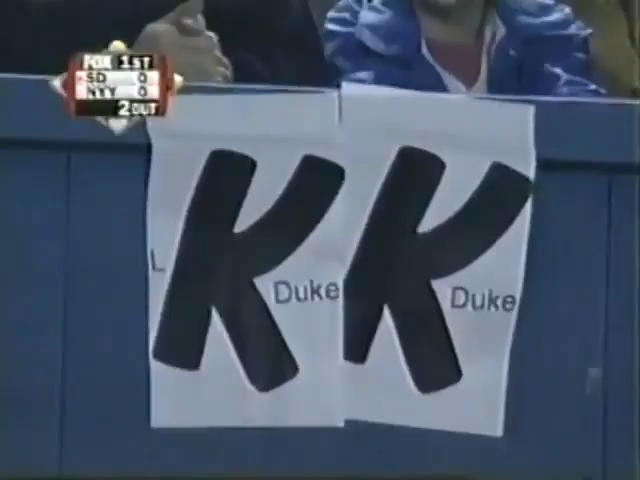 FOX 1ST
SD 0
NYY 0
2 OUT
K K
L Duke Duke